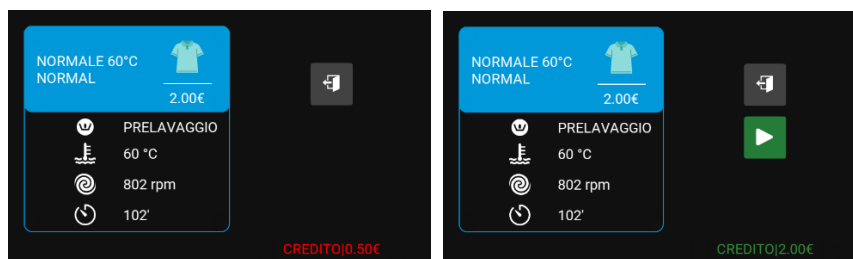 NORMALE 60°C
NORMAL
2.00€
PRELAVAGGIO
60 °C
802 rpm
102'
CREDITO|0.50€
NORMALE 60°C
NORMAL
2.00€
PRELAVAGGIO
60 °C
802 rpm
102'
CREDITO|2.00€